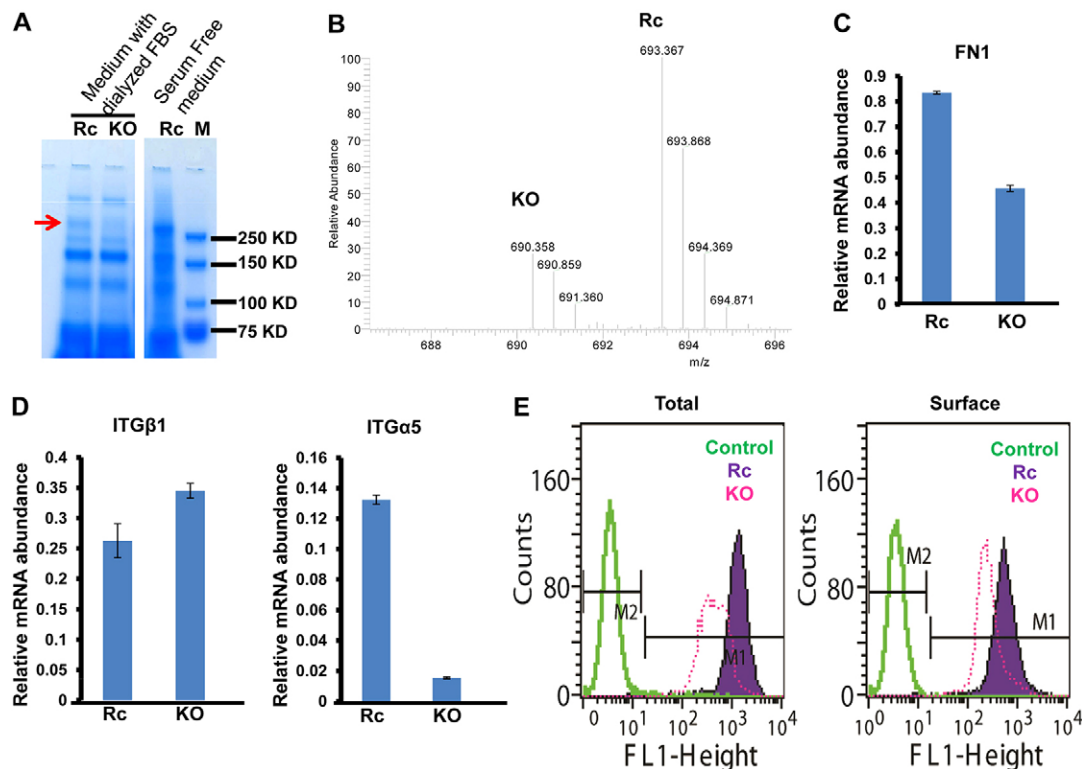 A
Medium with
dialyzed FBS
Serum Free
medium
Rc KO
Rc M
250 KD
150 KD
100 KD
75 KD
B
Rc
KO
693.367
693.868
694.369
694.871
690.358
690.859
691.360
Relative Abundance
100
90
80
70
60
50
40
30
20
10
0
688 690 692 694 696
m/z
C
FN1
Relative mRNA abundance
0.9
0.8
0.7
0.6
0.5
0.4
0.3
0.2
0.1
0
Rc KO
D
ITGβ1
Relative mRNA abundance
0.4
0.35
0.3
0.25
0.2
0.15
0.1
0.05
0
Rc KO
ITGα5
Relative mRNA abundance
0.16
0.14
0.12
0.1
0.08
0.06
0.04
0.02
0
Rc KO
E
Total
Control
Rc
KO
Counts
160
80
0
M2
M1
0 10¹ 10² 10³ 10⁴
FL1-Height
Surface
Control
Rc
KO
Counts
160
80
0
M2
M1
10⁰ 10¹ 10² 10³ 10⁴
FL1-Height